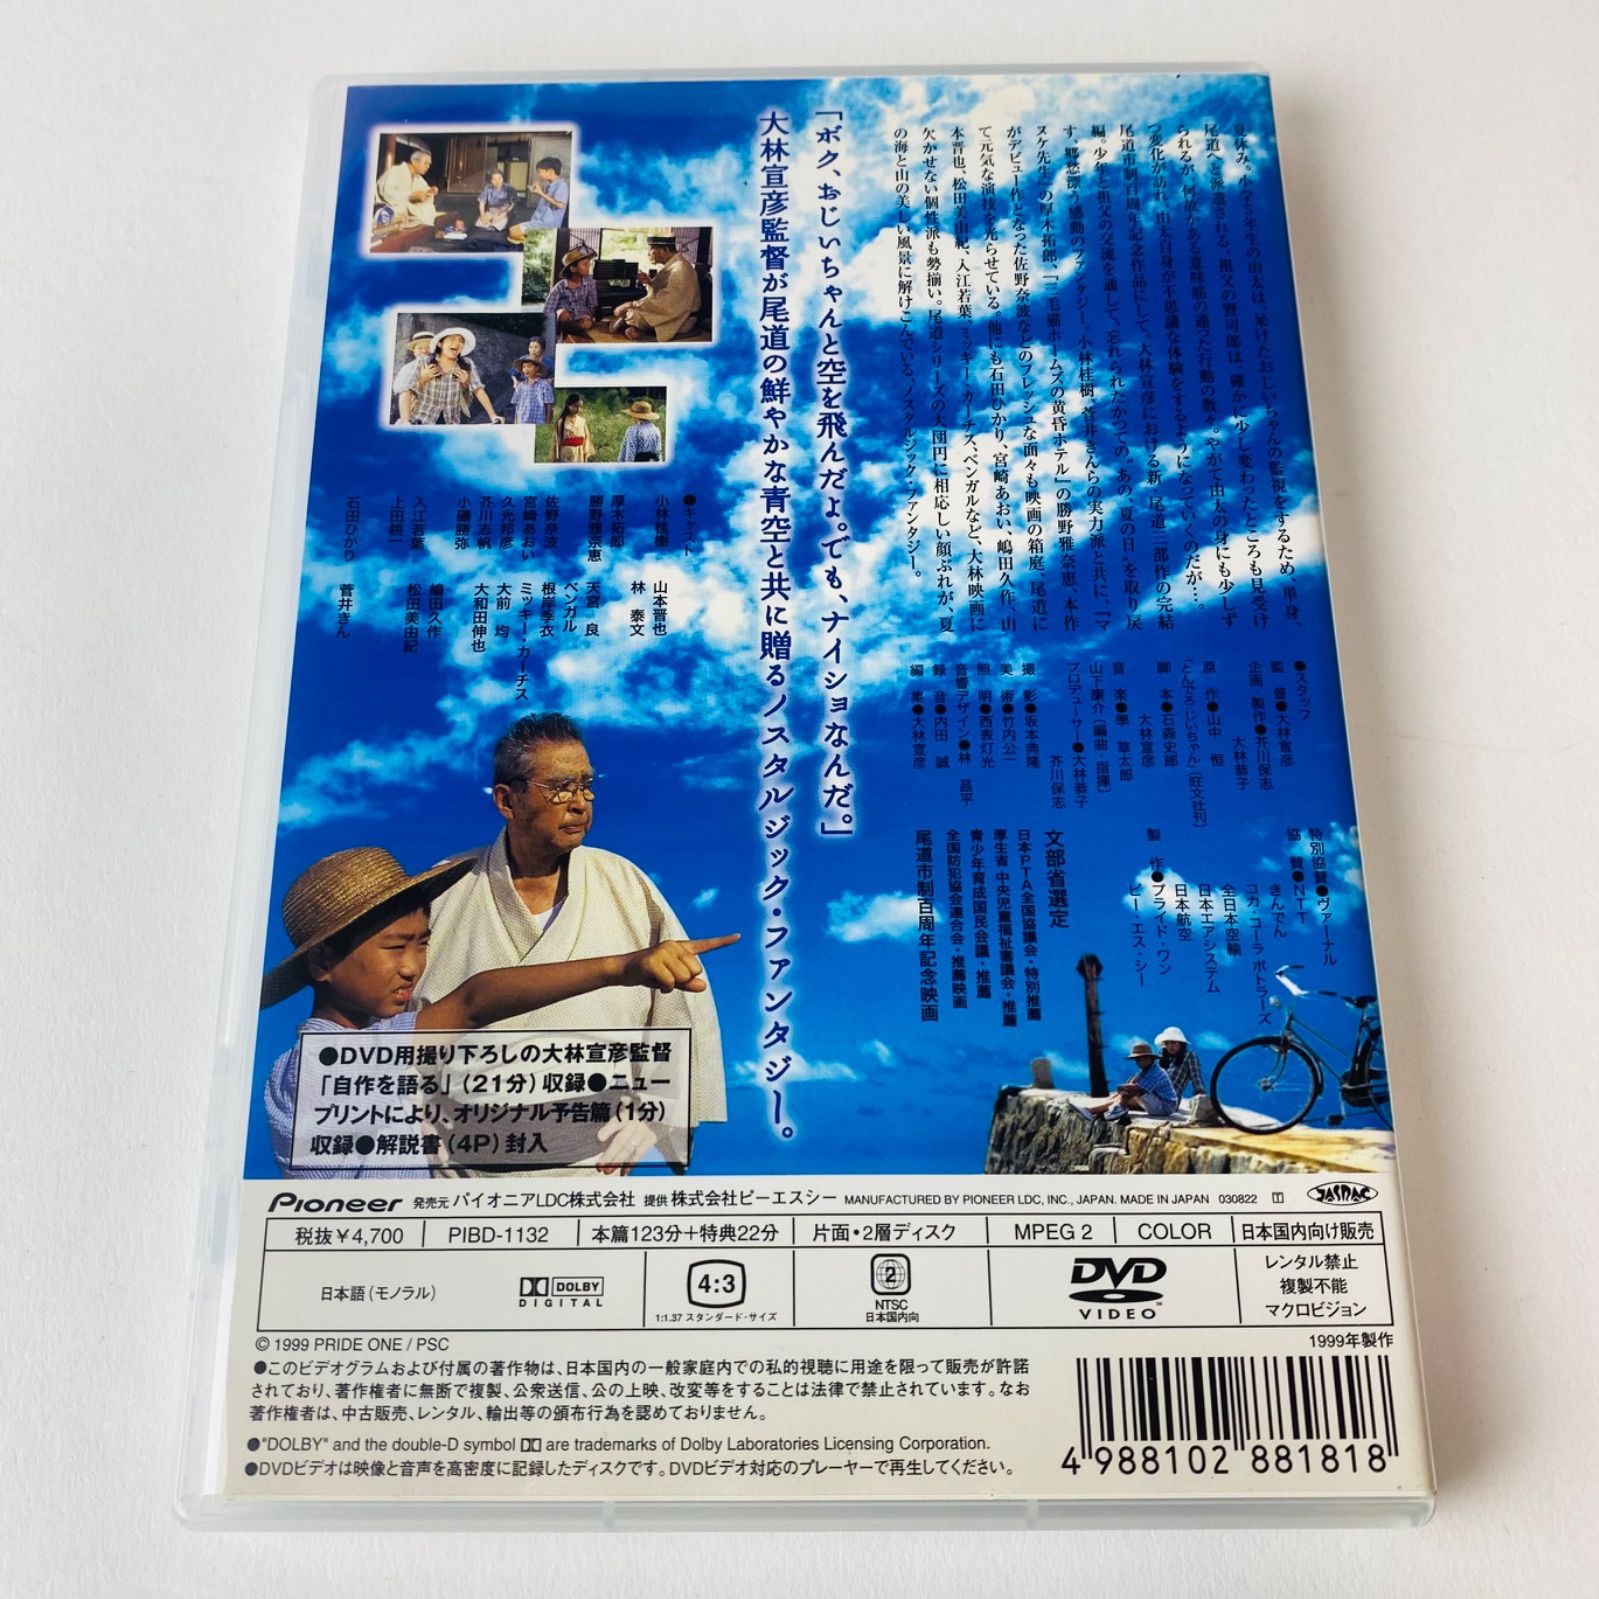 「ボク、おじいちゃんと空を飛んだよ。でも、ナイショなんだ。」
大林宣彦監督が尾道の鮮やかな青空と共に贈るノスタルジック・ファンタジー。
夏休み。小学5年生の由太は、呆けたおじいちゃんの監視をするため、単身、
尾道へと派遣される。祖父の賢司郎は、確かに少し変わったところも見受け
られるが、何故かある意味筋の通った行動の数々。やがて由太の身にも少しず
つ変化が訪れ、由太自身が不思議な体験をするようになっていくのだが…。
尾道市制百周年記念作品にして、大林宣彦における新・尾道三部作の完結
編。少年と祖父の交流を通して、忘れられたかつての“あの、夏の日”を取り戻
す、郷愁漂う感動のファンタジー。小林桂樹、菅井きんらの実力派と共に、「マ
ヌケ先生」の厚木拓郎、「三毛猫ホームズの黄昏ホテル」の勝野雅奈恵、本作
がデビュー作となった佐野奈波などのフレッシュな面々も映画の箱庭、尾道に
て元気な演技を光らせている。他にも石田ひかり、宮崎あおい、嶋田久作、山
本晋也、松田美由紀、入江若葉、ミッキー・カーチス、ベンガルなど、大林映画に
欠かせない個性派も勢揃い。尾道シリーズの大団円に相応しい顔ぶれが、夏
の海と山の美しい風景に解けこんでいる、ノスタルジック・ファンタジー。
●キャスト
小林桂樹
厚木拓郎
勝野雅奈恵
佐野奈波
宮崎あおい
久光邦彦
芥川志帆
小磯勝弥
入江若葉
上田耕一
石田ひかり
山本晋也
林 泰文
天宮 良
ベンガル
根岸季衣
ミッキー・カーチス
大前 均
大和田伸也
嶋田久作
松田美由紀
菅井きん
●スタッフ
監 督●大林宣彦
企画・製作●芥川保志
大林恭子
原 作●山中 恒
「とんでろじいちゃん」(旺文社刊)
脚 本●石森史郎
大林宣彦
音 楽●學 草太郎
山下康介(編曲・指揮)
プロデューサー●大林恭子
芥川保志
撮 影●坂本典隆
美 術●竹内公一
照 明●西表灯光
音響デザイン●林 昌平
録 音●内田 誠
編 集●大林宣彦
特別協賛●ヴァーナル
協 賛●NTT
きんでん
コカ・コーラ ボトラーズ
全日本空輸
日本エアシステム
日本航空
製 作●プライド・ワン
ピー・エス・シー
文部省選定
日本PTA全国協議会・特別推薦
厚生省 中央児童福祉審議会・推薦
青少年育成国民会議・推薦
全国防犯協会連合会・推薦映画
尾道市制百周年記念映画
●DVD用撮り下ろしの大林宣彦監督
「自作を語る」(21分)収録●ニュー
プリントにより、オリジナル予告篇(1分)
収録●解説書(4P)封入
Pioneer 発売元 パイオニアLDC株式会社 提供 株式会社ピーエスシー MANUFACTURED BY PIONEER LDC, INC., JAPAN. MADE IN JAPAN 030822 T JASRAC
税抜￥4,700 PIBD-1132 本篇123分+特典22分 片面・2層ディスク MPEG 2 COLOR 日本国内向け販売
日本語(モノラル)
DOLBY
DIGITAL
4:3
1:1.37 スタンダード・サイズ
2
NTSC
日本国内向
DVD
VIDEO
レンタル禁止
複製不能
マクロビジョン
© 1999 PRIDE ONE / PSC
1999年製作
●このビデオグラムおよび付属の著作物は、日本国内の一般家庭内での私的視聴に用途を限って販売が許諾
されており、著作権者に無断で複製、公衆送信、公の上映、改変等をすることは法律で禁止されています。なお
著作権者は、中古販売、レンタル、輸出等の頒布行為を認めておりません。
●"DOLBY" and the double-D symbol are trademarks of Dolby Laboratories Licensing Corporation.
●DVDビデオは映像と音声を高密度に記録したディスクです。DVDビデオ対応のプレーヤーで再生してください。
4 988102 881818